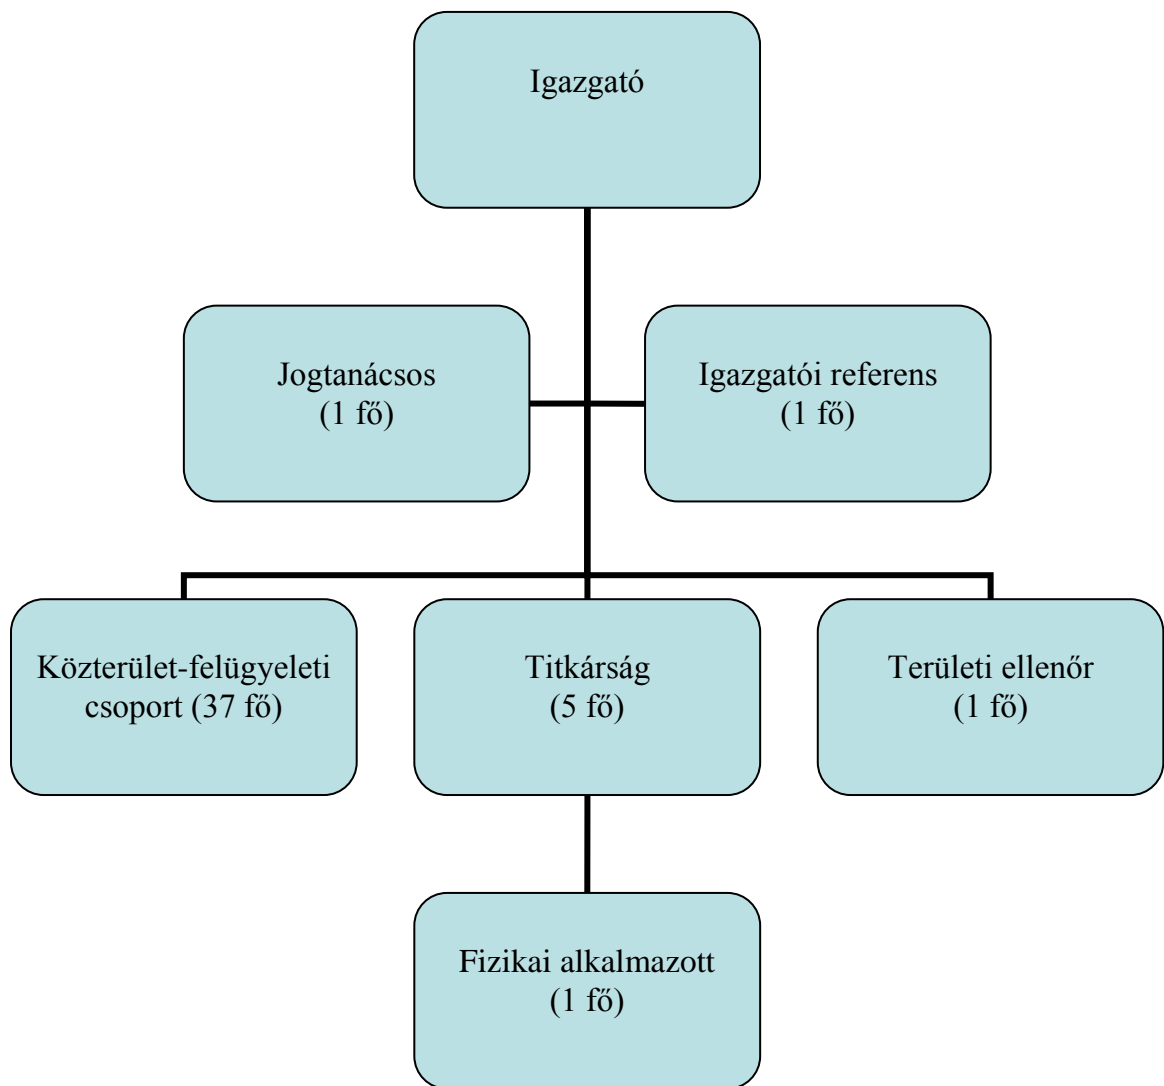 Igazgató
Jogtanácsos
(1 fő)
Igazgatói referens
(1 fő)
Közterület-felügyeleti
csoport (37 fő)
Titkárság
(5 fő)
Területi ellenőr
(1 fő)
Fizikai alkalmazott
(1 fő)